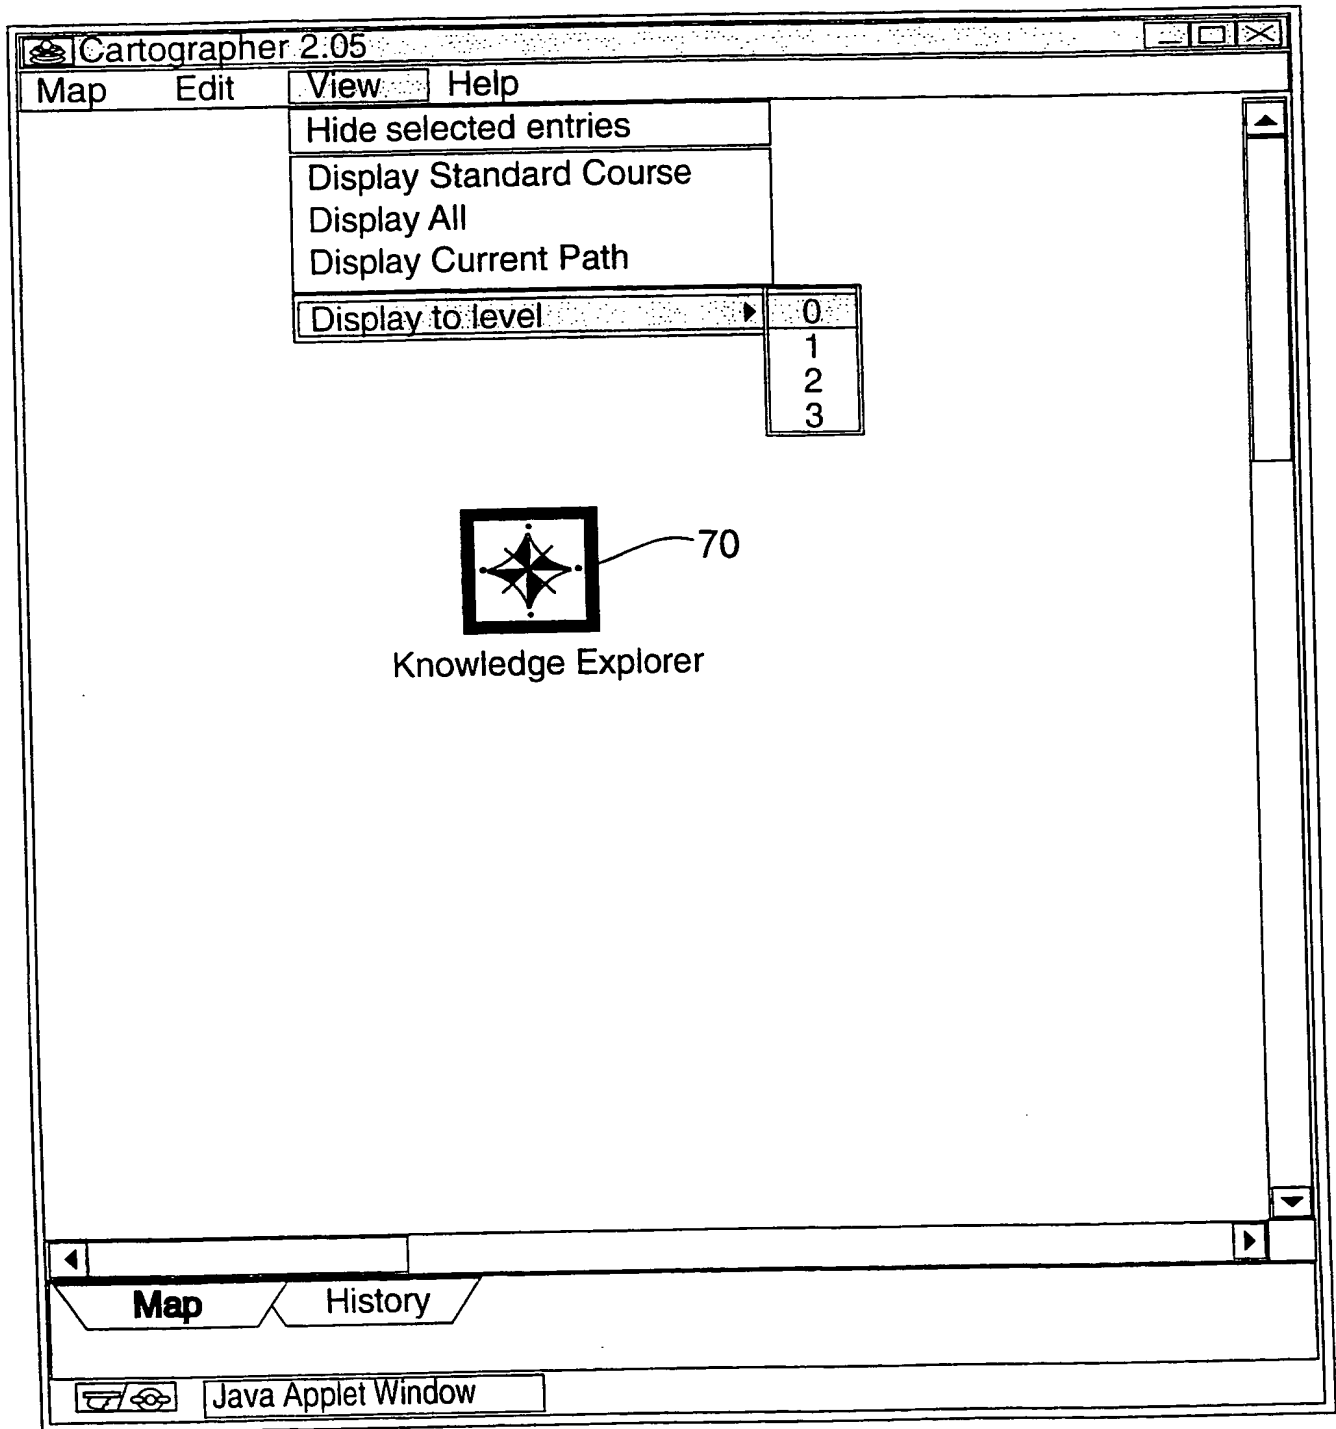 Cartographer 2.05
Map Edit View Help
Hide selected entries
Display Standard Course
Display All
Display Current Path
Display to level 0
1
2
3
70
Knowledge Explorer
Map History
Java Applet Window